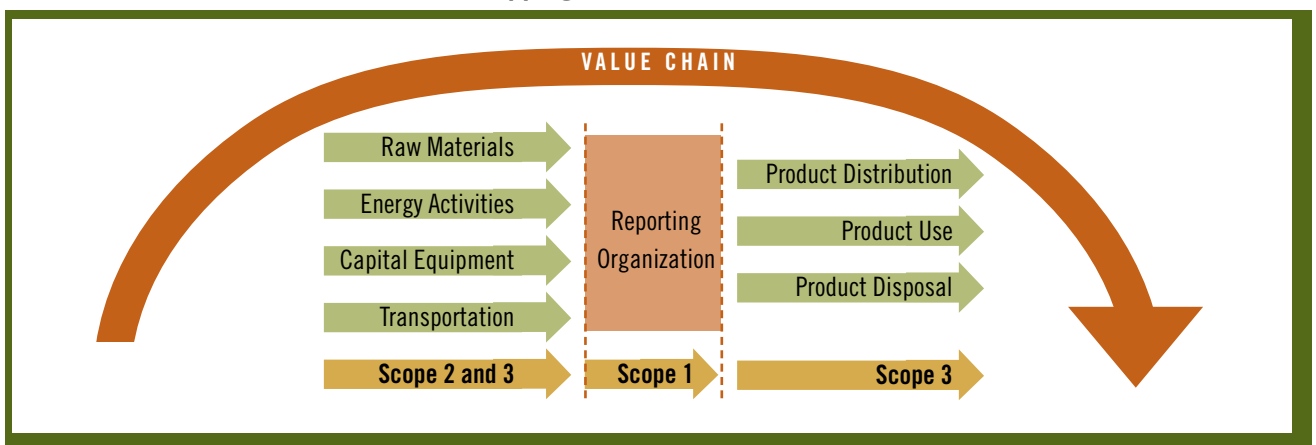 VALUE CHAIN
Raw Materials
Energy Activities
Capital Equipment
Transportation
Scope 2 and 3
Reporting
Organization
Scope 1
Product Distribution
Product Use
Product Disposal
Scope 3